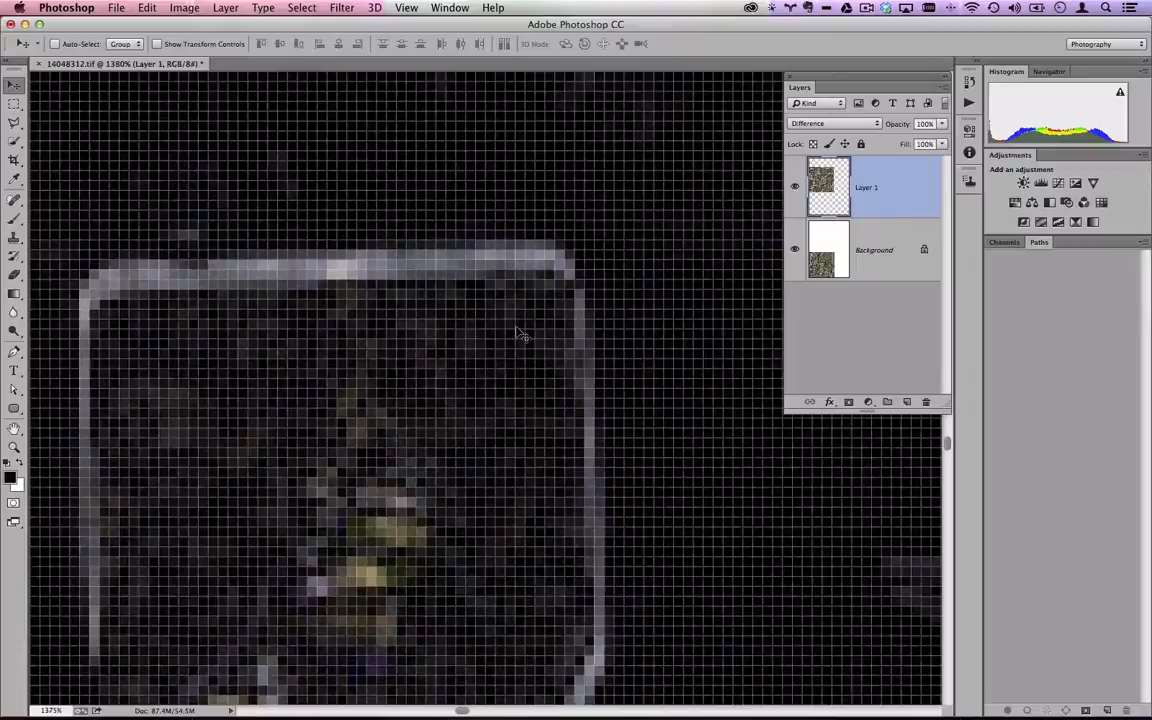 Photoshop File Edit Image Layer Type Select Filter 3D View Window Help
Adobe Photoshop CC
Auto-Select: Group Show Transform Controls 3D Mode: Photography
14048312.tif @ 1380% (Layer 1, RGB/8#) *
Layers
Kind
Difference Opacity: 100%
Lock: Fill: 100%
Layer 1
Background
fx
Histogram Navigator
Adjustments
Add an adjustment
Channels Paths
1375% Doc: 87.4M/54.5M